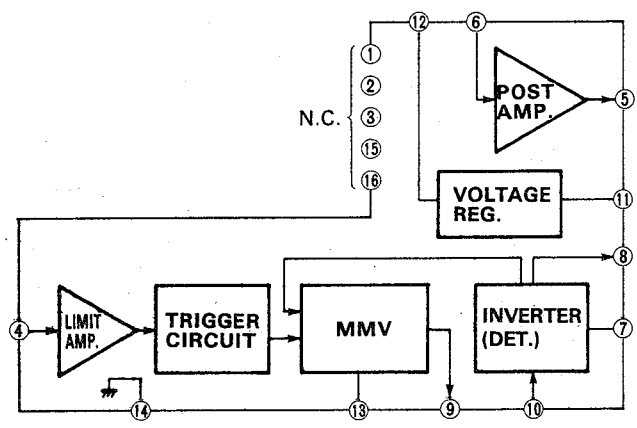 ① ⑫ ⑥
②
N.C. ③
⑮
⑯
POST
AMP.
⑤
VOLTAGE
REG.
⑪
⑧
④
LIMIT
AMP.
TRIGGER
CIRCUIT
MMV
INVERTER
(DET.)
⑦
⑭ ⑬ ⑨ ⑩